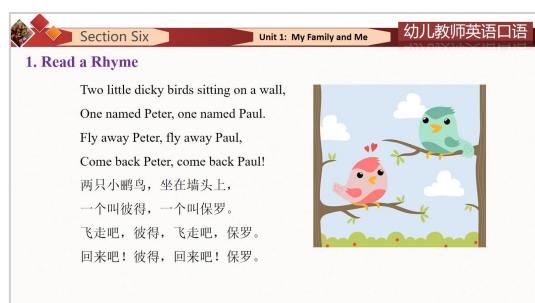 Section Six
Unit 1: My Family and Me
幼儿教师英语口语
1. Read a Rhyme
Two little dicky birds sitting on a wall,
One named Peter, one named Paul.
Fly away Peter, fly away Paul,
Come back Peter, come back Paul!
两只小鹂鸟，坐在墙头上，
一个叫彼得，一个叫保罗。
飞走吧，彼得，飞走吧，保罗。
回来吧！彼得，回来吧！保罗。